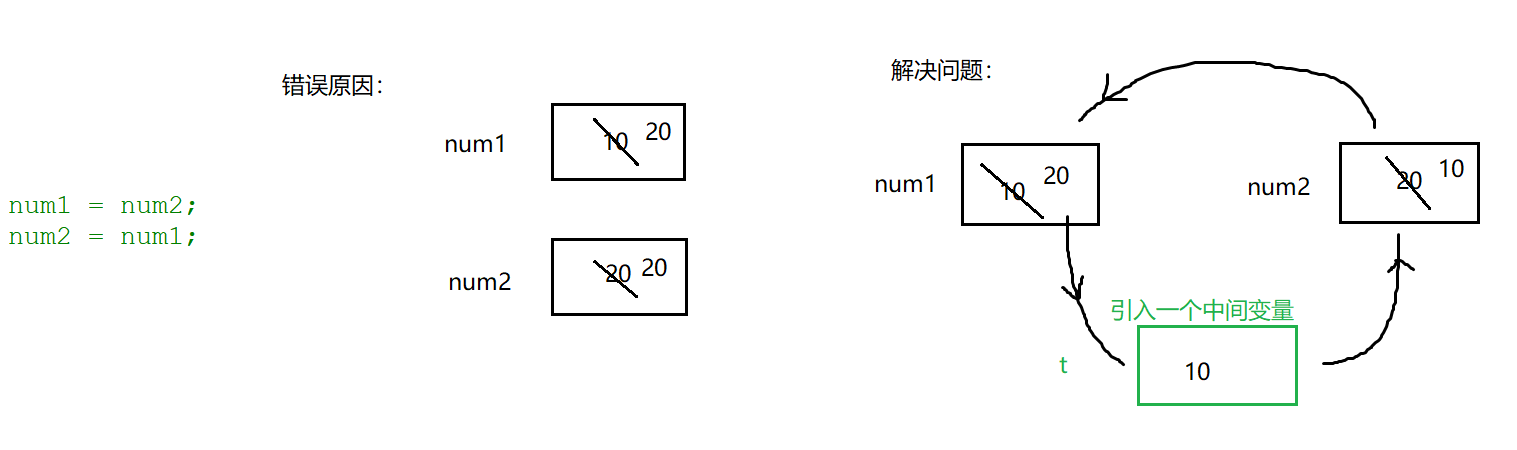 错误原因：
num1
10 20
num1 = num2;
num2 = num1;
num2
20 20
解决问题：
num1
10 20
num2
20 10
引入一个中间变量
t
10